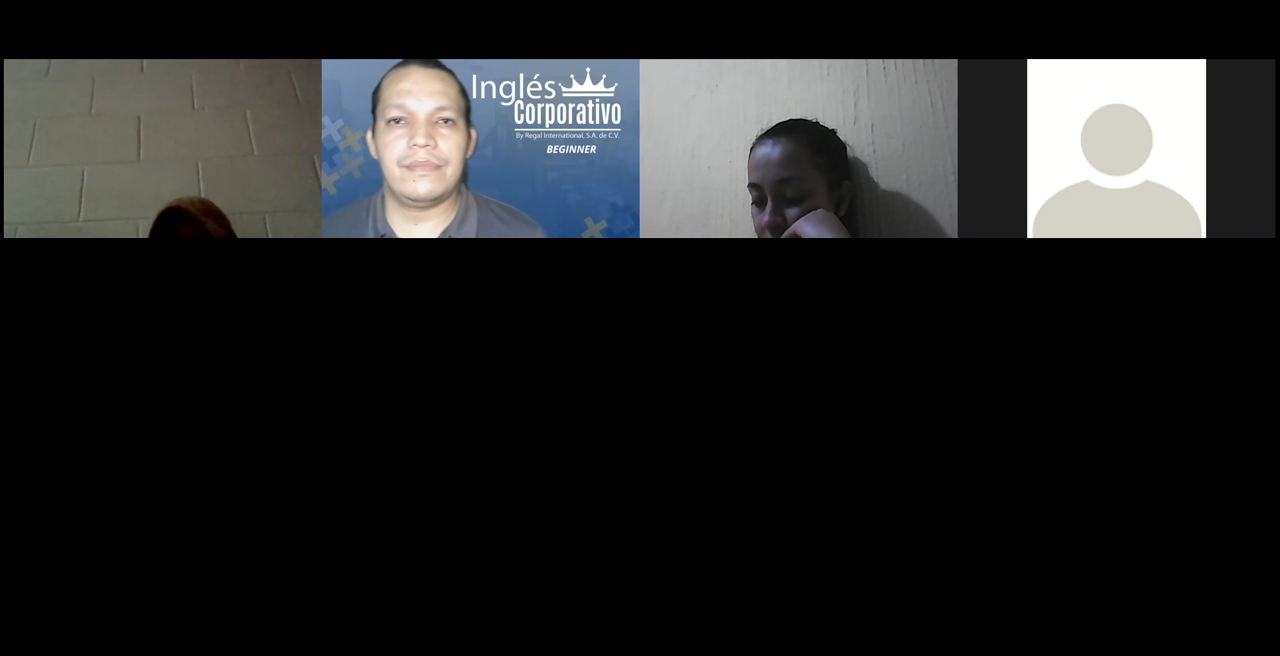 Inglés
Corporativo
By Regal International, S.A. de C.V.
BEGINNER